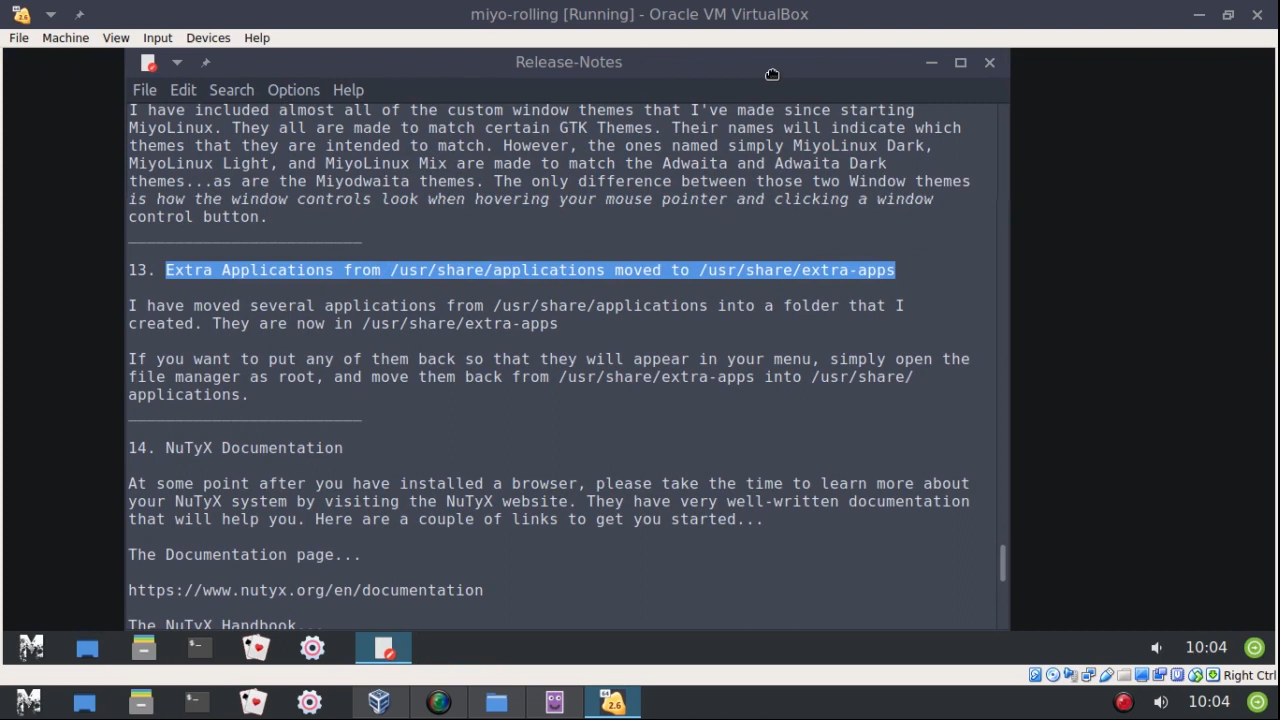 miyo-rolling [Running] - Oracle VM VirtualBox
File Machine View Input Devices Help
Release-Notes
File Edit Search Options Help
I have included almost all of the custom window themes that I've made since starting
MiyoLinux. They all are made to match certain GTK Themes. Their names will indicate which
themes that they are intended to match. However, the ones named simply MiyoLinux Dark,
MiyoLinux Light, and MiyoLinux Mix are made to match the Adwaita and Adwaita Dark
themes...as are the Miyodwaita themes. The only difference between those two Window themes
is how the window controls look when hovering your mouse pointer and clicking a window
control button.
_________________________
13. Extra Applications from /usr/share/applications moved to /usr/share/extra-apps
I have moved several applications from /usr/share/applications into a folder that I
created. They are now in /usr/share/extra-apps
If you want to put any of them back so that they will appear in your menu, simply open the
file manager as root, and move them back from /usr/share/extra-apps into /usr/share/
applications.
_________________________
14. NuTyX Documentation
At some point after you have installed a browser, please take the time to learn more about
your NuTyX system by visiting the NuTyX website. They have very well-written documentation
that will help you. Here are a couple of links to get you started...
The Documentation page...
https://www.nutyx.org/en/documentation
The NuTyX Handbook...
10:04
Right Ctrl
10:04